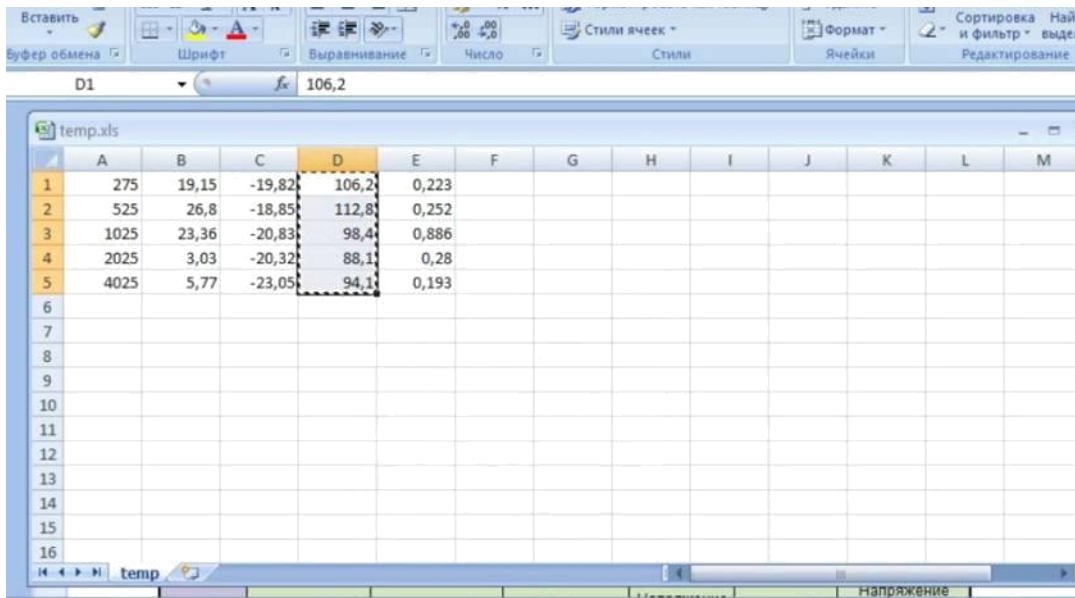 Вставить
Стили ячеек
Формат
Сортировка
и фильтр
Буфер обмена Шрифт Выравнивание Число Стили Ячейки Редактирование
D1 fx 106,2
temp.xls
A B C D E F G H I J K L M
1 275 19,15 -19,82 106,2 0,223
2 525 26,8 -18,85 112,8 0,252
3 1025 23,36 -20,83 98,4 0,886
4 2025 3,03 -20,32 88,1 0,28
5 4025 5,77 -23,05 94,1 0,193
6
7
8
9
10
11
12
13
14
15
16
temp
Напряжение